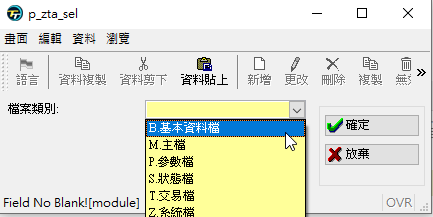 p_zta_sel
畫面 編輯 資料 瀏覽
語言 資料複製 資料剪下 資料貼上 新增 更改 刪除 複製 無效 »
檔案類別:
B.基本資料檔
M.主檔
P.參數檔
S.狀態檔
T.交易檔
Z.系統檔
確定
放棄
Field No Blank![module] OVR